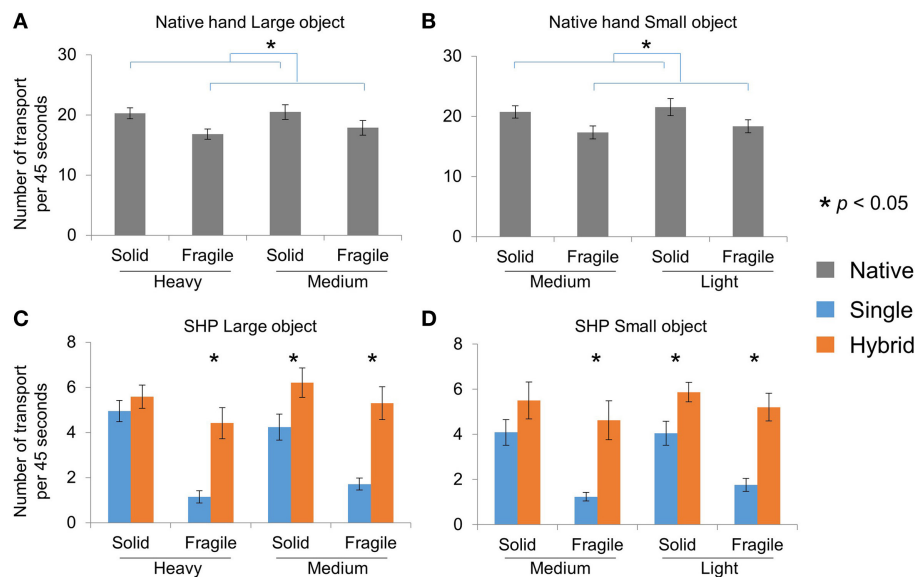 A
Native hand Large object
Number of transport
per 45 seconds
30
20
10
0
*
Solid
Fragile
Solid
Fragile
Heavy
Medium
B
Native hand Small object
30
20
10
0
*
Solid
Fragile
Solid
Fragile
Medium
Light
* p < 0.05
Native
Single
Hybrid
C
SHP Large object
Number of transport
per 45 seconds
6
4
2
0
*
*
*
Solid
Fragile
Solid
Fragile
Heavy
Medium
D
SHP Small object
8
6
4
2
0
*
*
*
Solid
Fragile
Solid
Fragile
Medium
Light